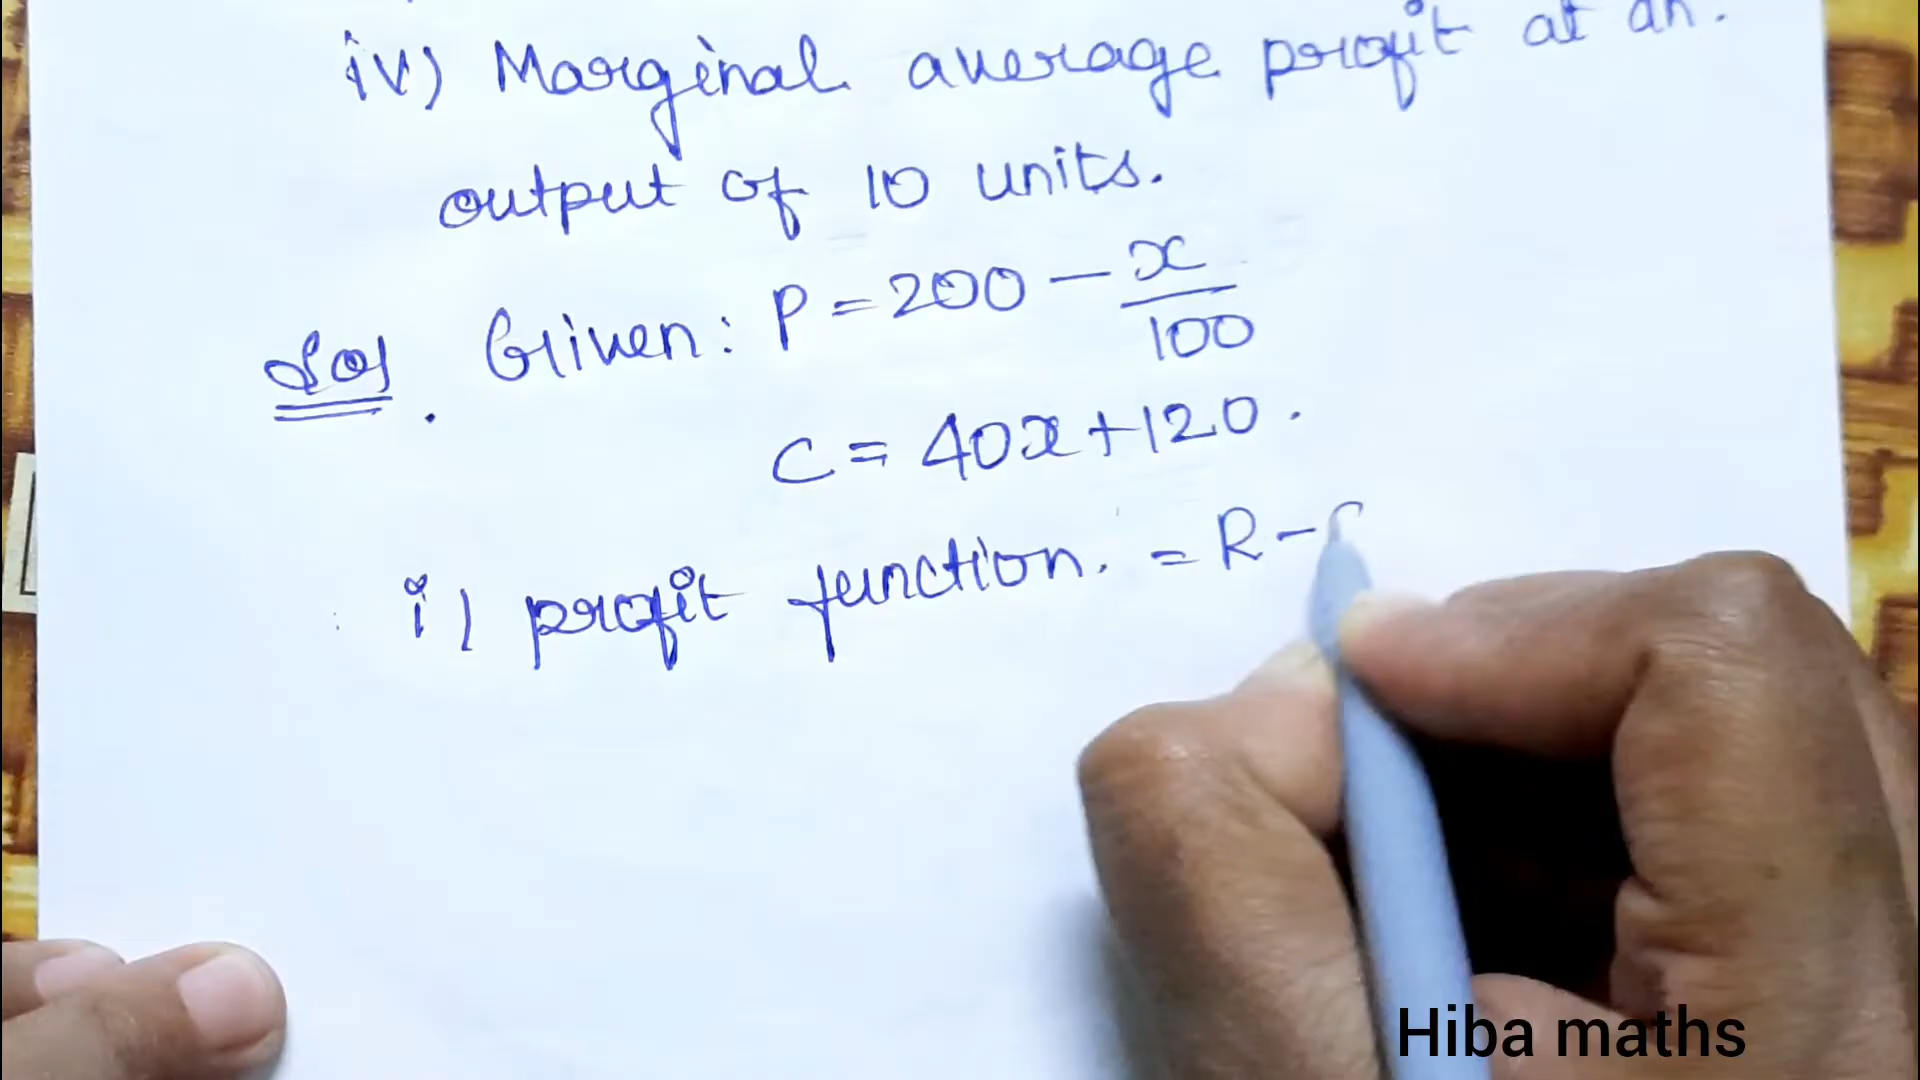 iv) Marginal average profit at an.
output of 10 units.
Sol. Given: P = 200 - x/100
C = 40x + 120.
i) profit function. = R - C
Hiba maths